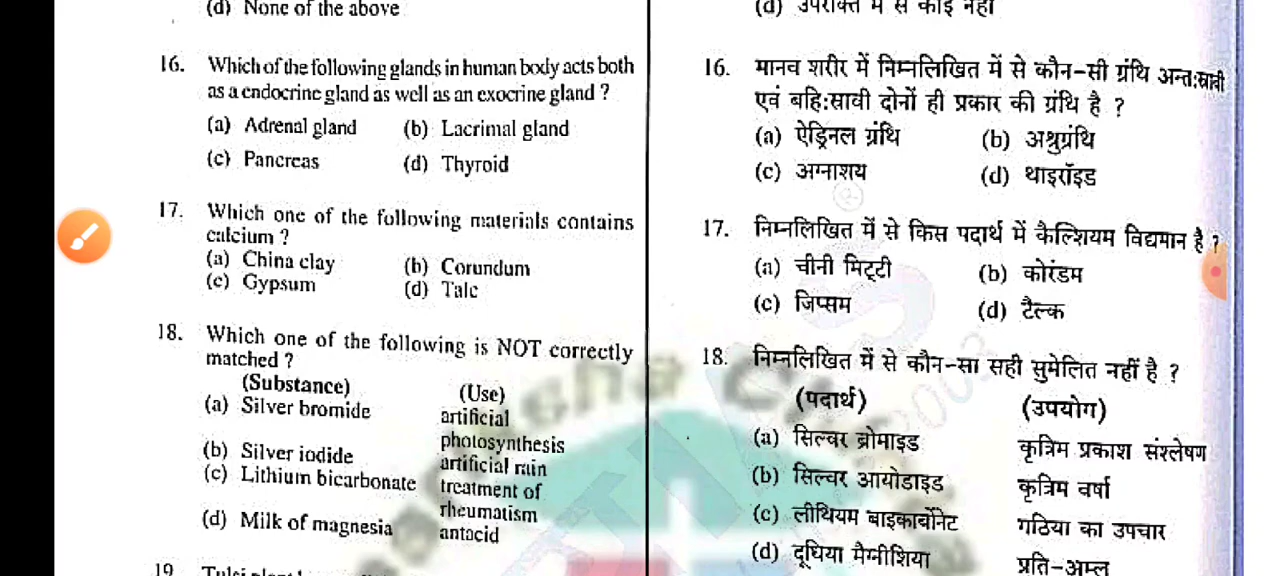 (d) None of the above
16. Which of the following glands in human body acts both
as a endocrine gland as well as an exocrine gland ?
(a) Adrenal gland (b) Lacrimal gland
(c) Pancreas (d) Thyroid
17. Which one of the following materials contains
calcium ?
(a) China clay (b) Corundum
(c) Gypsum (d) Talc
18. Which one of the following is NOT correctly
matched ?
(Substance) (Use)
(a) Silver bromide artificial
photosynthesis
(b) Silver iodide artificial rain
(c) Lithium bicarbonate treatment of
rheumatism
(d) Milk of magnesia antacid
19. Tulsi
(d) उपरोक्त में से कोई नहीं
16. मानव शरीर में निम्नलिखित में से कौन-सी ग्रंथि अन्त:स्रावी
एवं बहि:स्रावी दोनों ही प्रकार की ग्रंथि है ?
(a) ऐड्रिनल ग्रंथि (b) अश्रुग्रंथि
(c) अग्नाशय (d) थाइरॉइड
17. निम्नलिखित में से किस पदार्थ में कैल्शियम विद्यमान है ?
(a) चीनी मिट्टी (b) कोरंडम
(c) जिप्सम (d) टैल्क
18. निम्नलिखित में से कौन-सा सही सुमेलित नहीं है ?
(पदार्थ) (उपयोग)
(a) सिल्वर ब्रोमाइड कृत्रिम प्रकाश संश्लेषण
(b) सिल्वर आयोडाइड कृत्रिम वर्षा
(c) लीथियम बाइकार्बोनेट गठिया का उपचार
(d) दूधिया मैग्नीशिया प्रति-अम्ल